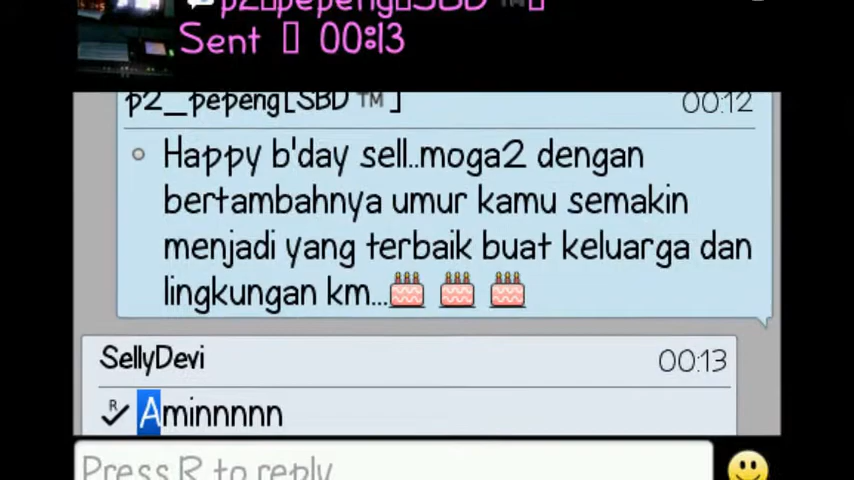 Sent 00:13
p2_pepeng[SBD™] 00:12
Happy b'day sell..moga2 dengan
bertambahnya umur kamu semakin
menjadi yang terbaik buat keluarga dan
lingkungan km...🎂 🎂 🎂
SellyDevi 00:13
R Aminnnnn
Press R to reply